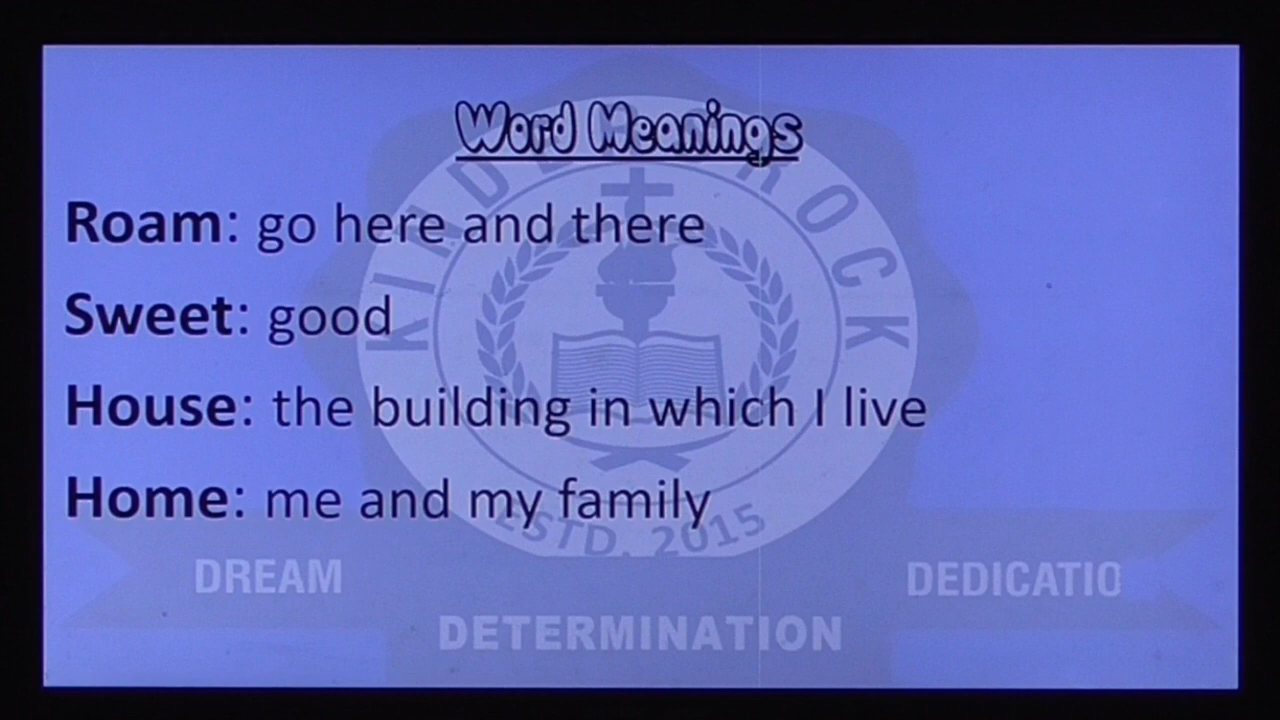 Word Meanings
Roam: go here and there
Sweet: good
House: the building in which I live
Home: me and my family
ESTD. 2015
DREAM
DEDICATIO
DETERMINATION